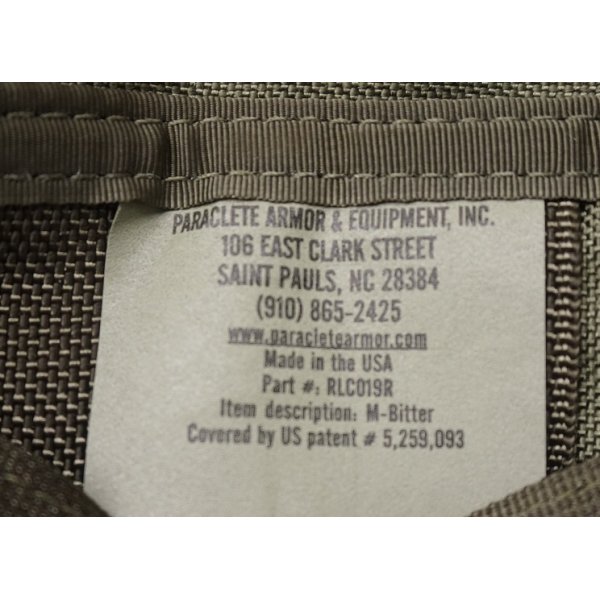 PARACLETE ARMOR & EQUIPMENT, INC.
106 EAST CLARK STREET
SAINT PAULS, NC 28384
(910) 865-2425
www.paracletearmor.com
Made in the USA
Part #: RLC019R
Item description: M-Bitter
Covered by US patent # 5,259,093